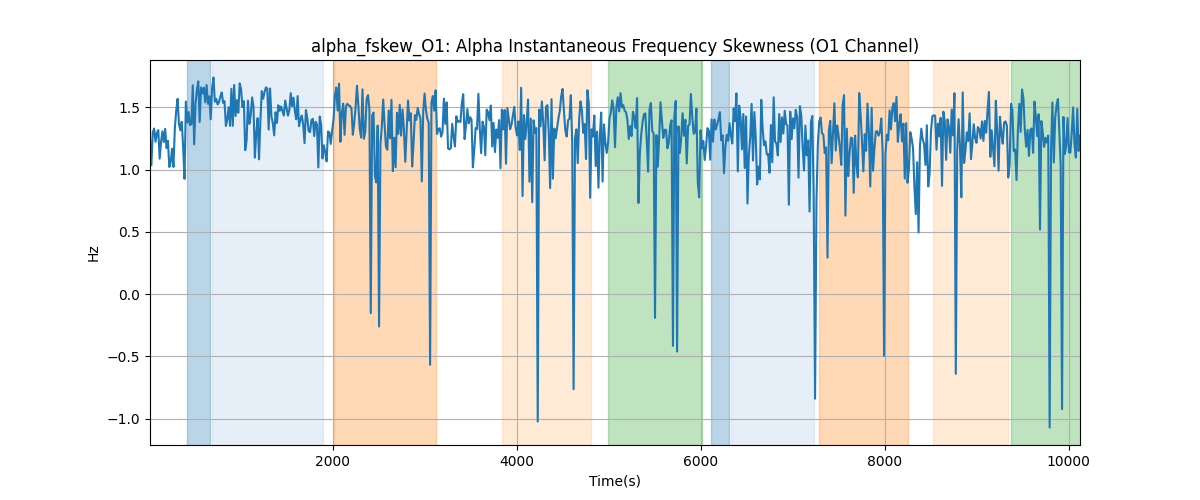 alpha_fskew_O1: Alpha Instantaneous Frequency Skewness (O1 Channel)
1.5
1.0
0.5
0.0
−0.5
−1.0
Hz
2000 4000 6000 8000 10000
Time(s)